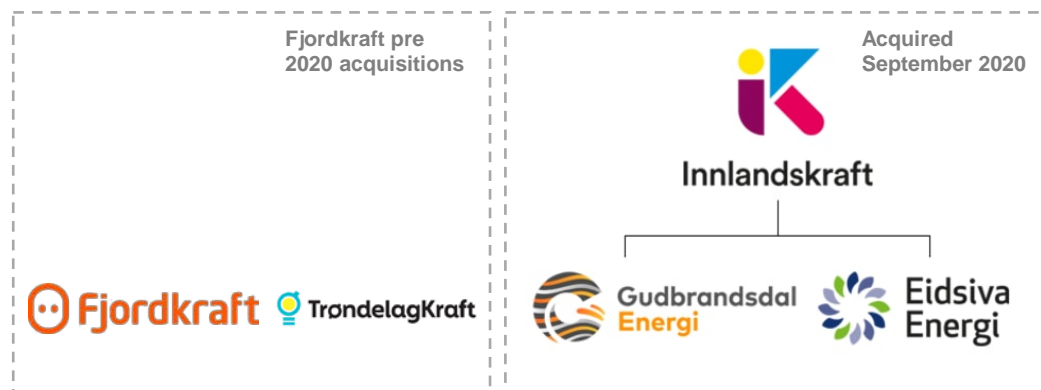 Fjordkraft pre
2020 acquisitions
Fjordkraft
TrøndelagKraft
Acquired
September 2020
Innlandskraft
Gudbrandsdal
Energi
Eidsiva
Energi